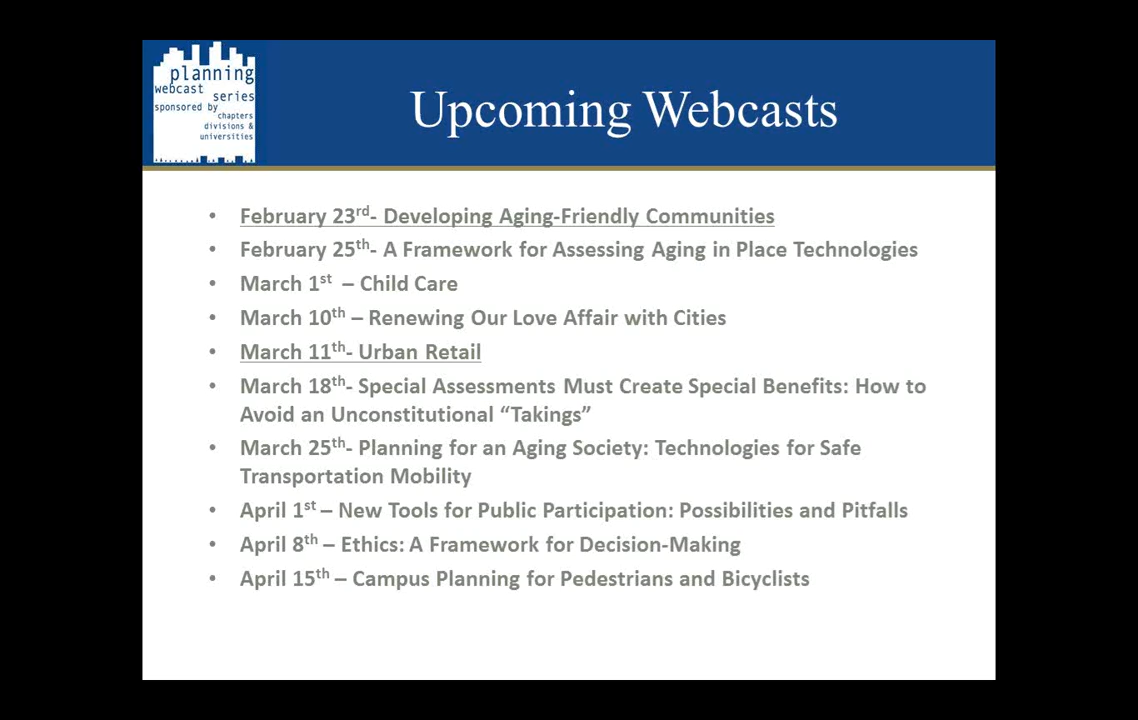 planning
webcast
series
sponsored by
chapters
divisions &
universities
Upcoming Webcasts
• February 23rd- Developing Aging-Friendly Communities
• February 25th- A Framework for Assessing Aging in Place Technologies
• March 1st – Child Care
• March 10th – Renewing Our Love Affair with Cities
• March 11th- Urban Retail
• March 18th- Special Assessments Must Create Special Benefits: How to
Avoid an Unconstitutional “Takings”
• March 25th- Planning for an Aging Society: Technologies for Safe
Transportation Mobility
• April 1st – New Tools for Public Participation: Possibilities and Pitfalls
• April 8th – Ethics: A Framework for Decision-Making
• April 15th – Campus Planning for Pedestrians and Bicyclists